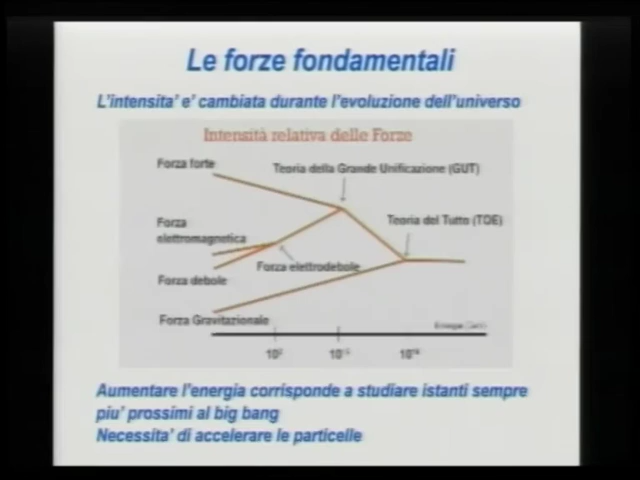 Le forze fondamentali
L'intensita' e' cambiata durante l'evoluzione dell'universo
Intensità relativa delle Forze
Forza forte
Teoria della Grande Unificazione (GUT)
Forza
elettromagnetica
Teoria del Tutto (TOE)
Forza elettrodebole
Forza debole
Forza Gravitazionale
10²
Aumentare l'energia corrisponde a studiare istanti sempre
piu' prossimi al big bang
Necessita' di accelerare le particelle